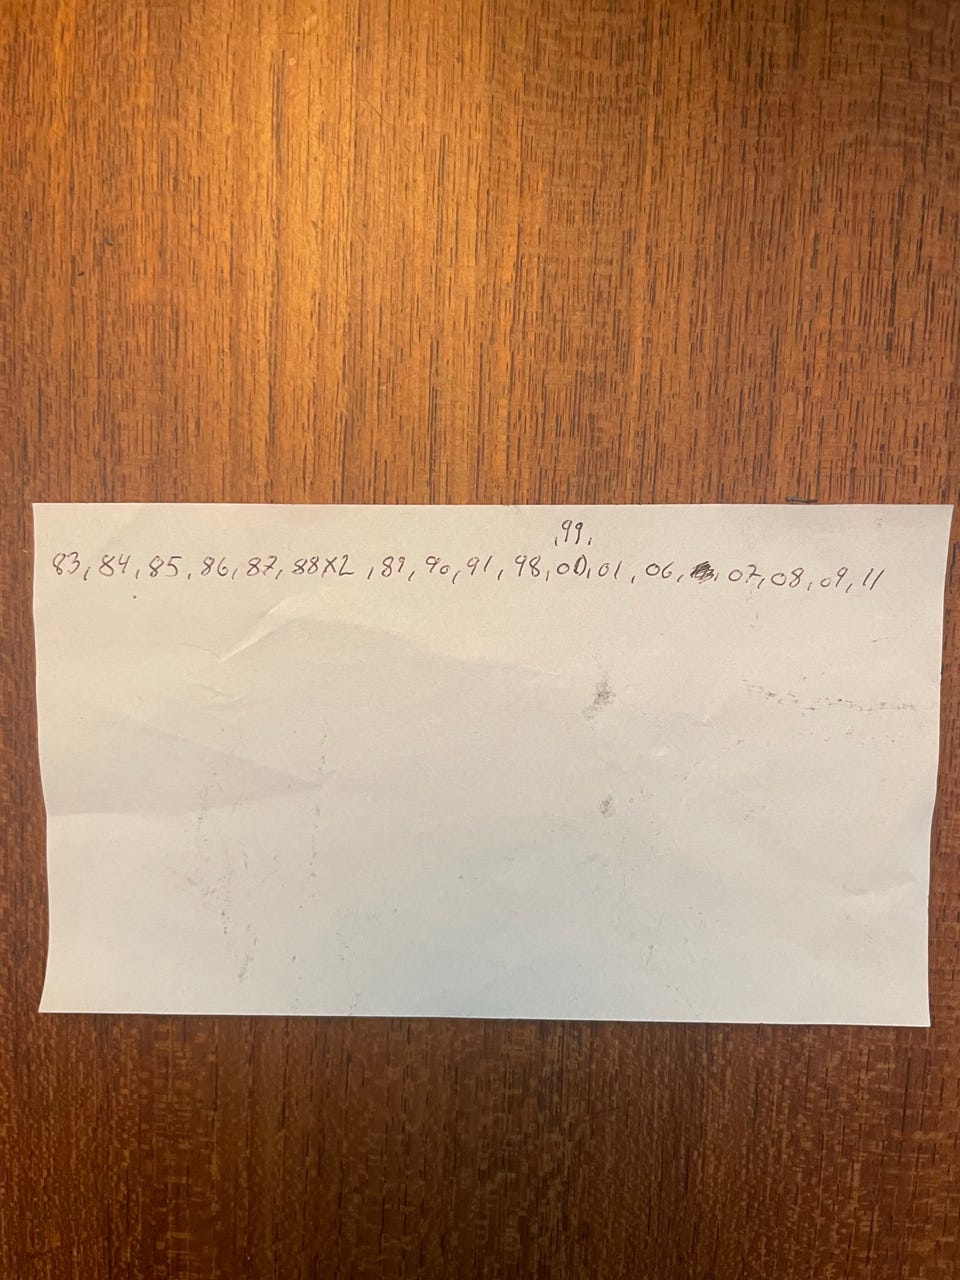 ,99,
83, 84, 85, 86, 87, 88X2, 89, 90, 91, 98, 00, 01, 06, 07, 08, 09, 11